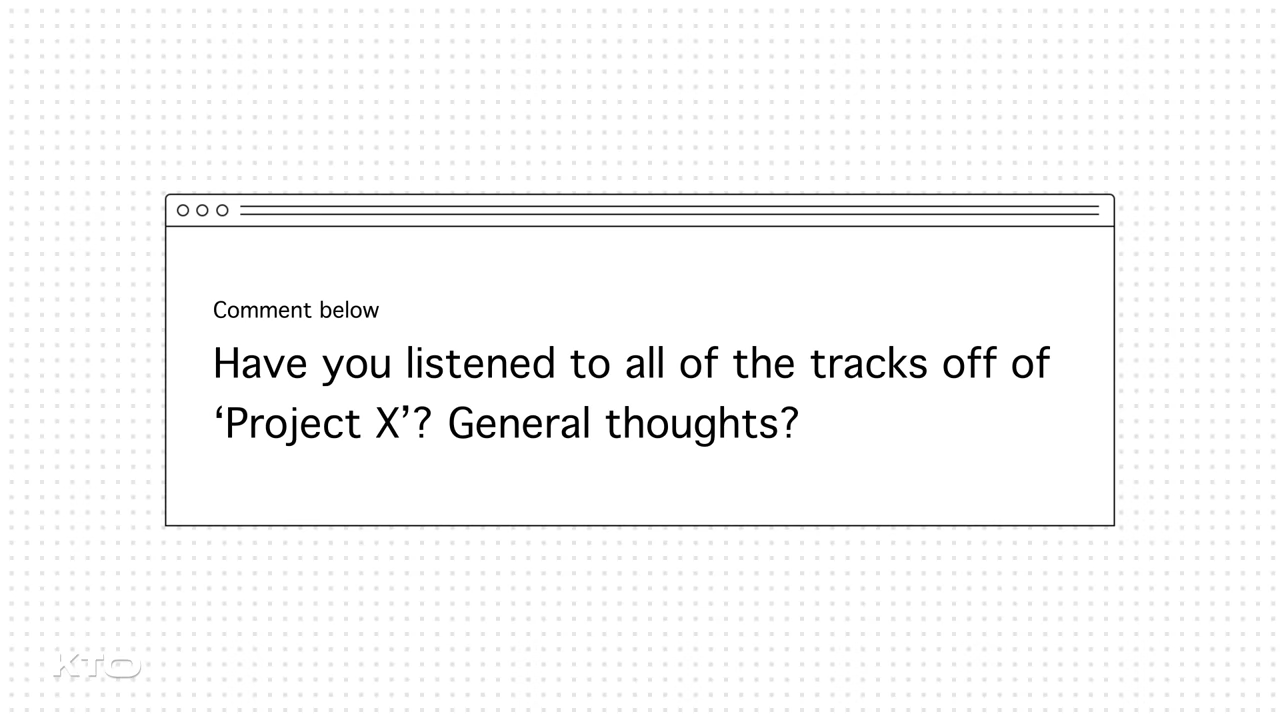 Comment below
Have you listened to all of the tracks off of
‘Project X’? General thoughts?
KTO